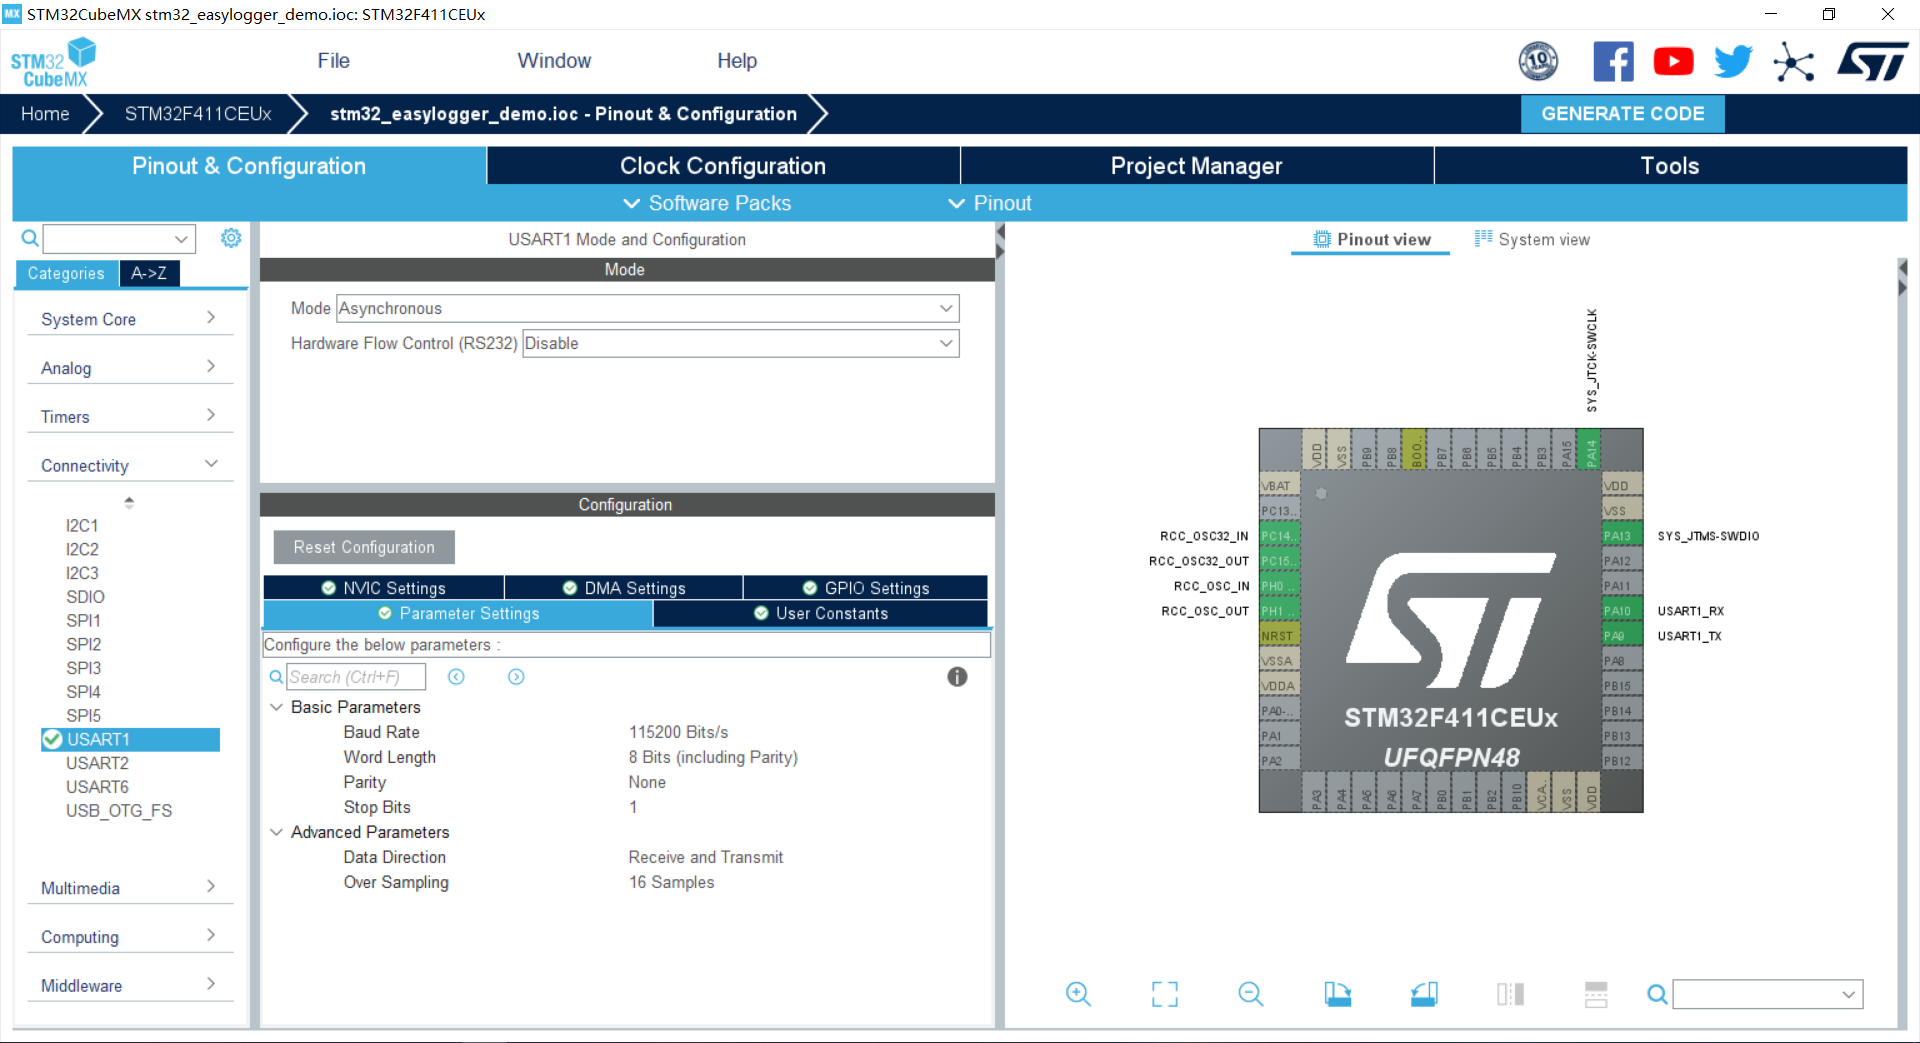 MX STM32CubeMX stm32_easylogger_demo.ioc: STM32F411CEUx
STM32 CubeMX
File
Window
Help
10
ST
Home
STM32F411CEUx
stm32_easylogger_demo.ioc - Pinout & Configuration
GENERATE CODE
Pinout & Configuration
Clock Configuration
Project Manager
Tools
Software Packs
Pinout
Categories
A->Z
System Core
Analog
Timers
Connectivity
I2C1
I2C2
I2C3
SDIO
SPI1
SPI2
SPI3
SPI4
SPI5
USART1
USART2
USART6
USB_OTG_FS
Multimedia
Computing
Middleware
USART1 Mode and Configuration
Mode
Mode Asynchronous
Hardware Flow Control (RS232) Disable
Configuration
Reset Configuration
NVIC Settings
DMA Settings
GPIO Settings
Parameter Settings
User Constants
Configure the below parameters :
Search (Ctrl+F)
Basic Parameters
Baud Rate 115200 Bits/s
Word Length 8 Bits (including Parity)
Parity None
Stop Bits 1
Advanced Parameters
Data Direction Receive and Transmit
Over Sampling 16 Samples
Pinout view
System view
SYS_JTCK-SWCLK
VDD
VSS
PB9
PB8
BOO..
PB7
PB6
PB5
PB4
PB3
PA15
PA14
VBAT
PC13..
RCC_OSC32_IN PC14..
RCC_OSC32_OUT PC15..
RCC_OSC_IN PH0 ..
RCC_OSC_OUT PH1 ..
NRST
VSSA
VDDA
PA0-..
PA1
PA2
VDD
VSS
PA13 SYS_JTMS-SWDIO
PA12
PA11
PA10 USART1_RX
PA9 USART1_TX
PA8
PB15
PB14
PB13
PB12
ST
STM32F411CEUx
UFQFPN48
PA3
PA4
PA5
PA6
PA7
PB0
PB1
PB2
PB10
VCA..
VSS
VDD